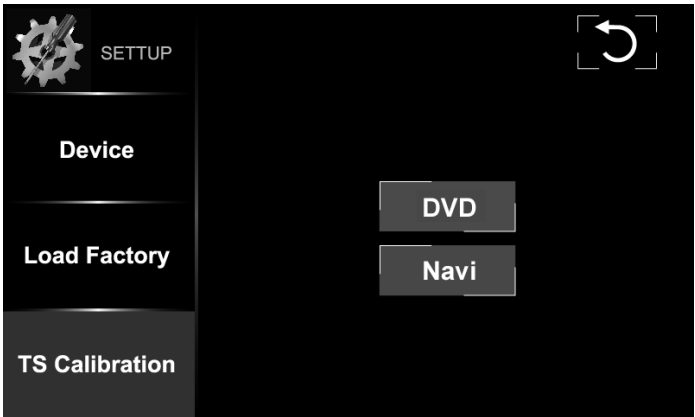 SETTUP
Device
Load Factory
TS Calibration
DVD
Navi